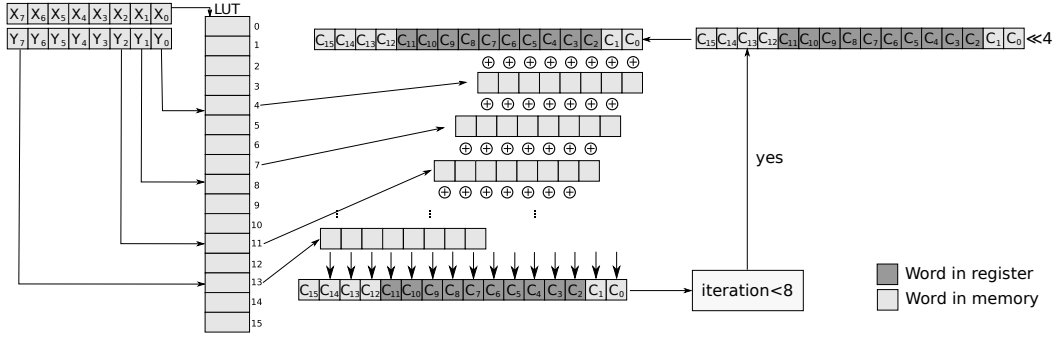 X₇ X₆ X₅ X₄ X₃ X₂ X₁ X₀
Y₇ Y₆ Y₅ Y₄ Y₃ Y₂ Y₁ Y₀
LUT
0
1
2
3
4
5
6
7
8
9
10
11
12
13
14
15
C₁₅ C₁₄ C₁₃ C₁₂ C₁₁ C₁₀ C₉ C₈ C₇ C₆ C₅ C₄ C₃ C₂ C₁ C₀
C₁₅ C₁₄ C₁₃ C₁₂ C₁₁ C₁₀ C₉ C₈ C₇ C₆ C₅ C₄ C₃ C₂ C₁ C₀ ≪4
⊕ ⊕ ⊕ ⊕ ⊕ ⊕ ⊕ ⊕
⊕ ⊕ ⊕ ⊕ ⊕ ⊕ ⊕
⊕ ⊕ ⊕ ⊕ ⊕ ⊕ ⊕
⊕ ⊕ ⊕ ⊕ ⊕ ⊕ ⊕
yes
C₁₅ C₁₄ C₁₃ C₁₂ C₁₁ C₁₀ C₉ C₈ C₇ C₆ C₅ C₄ C₃ C₂ C₁ C₀
iteration<8
Word in register
Word in memory